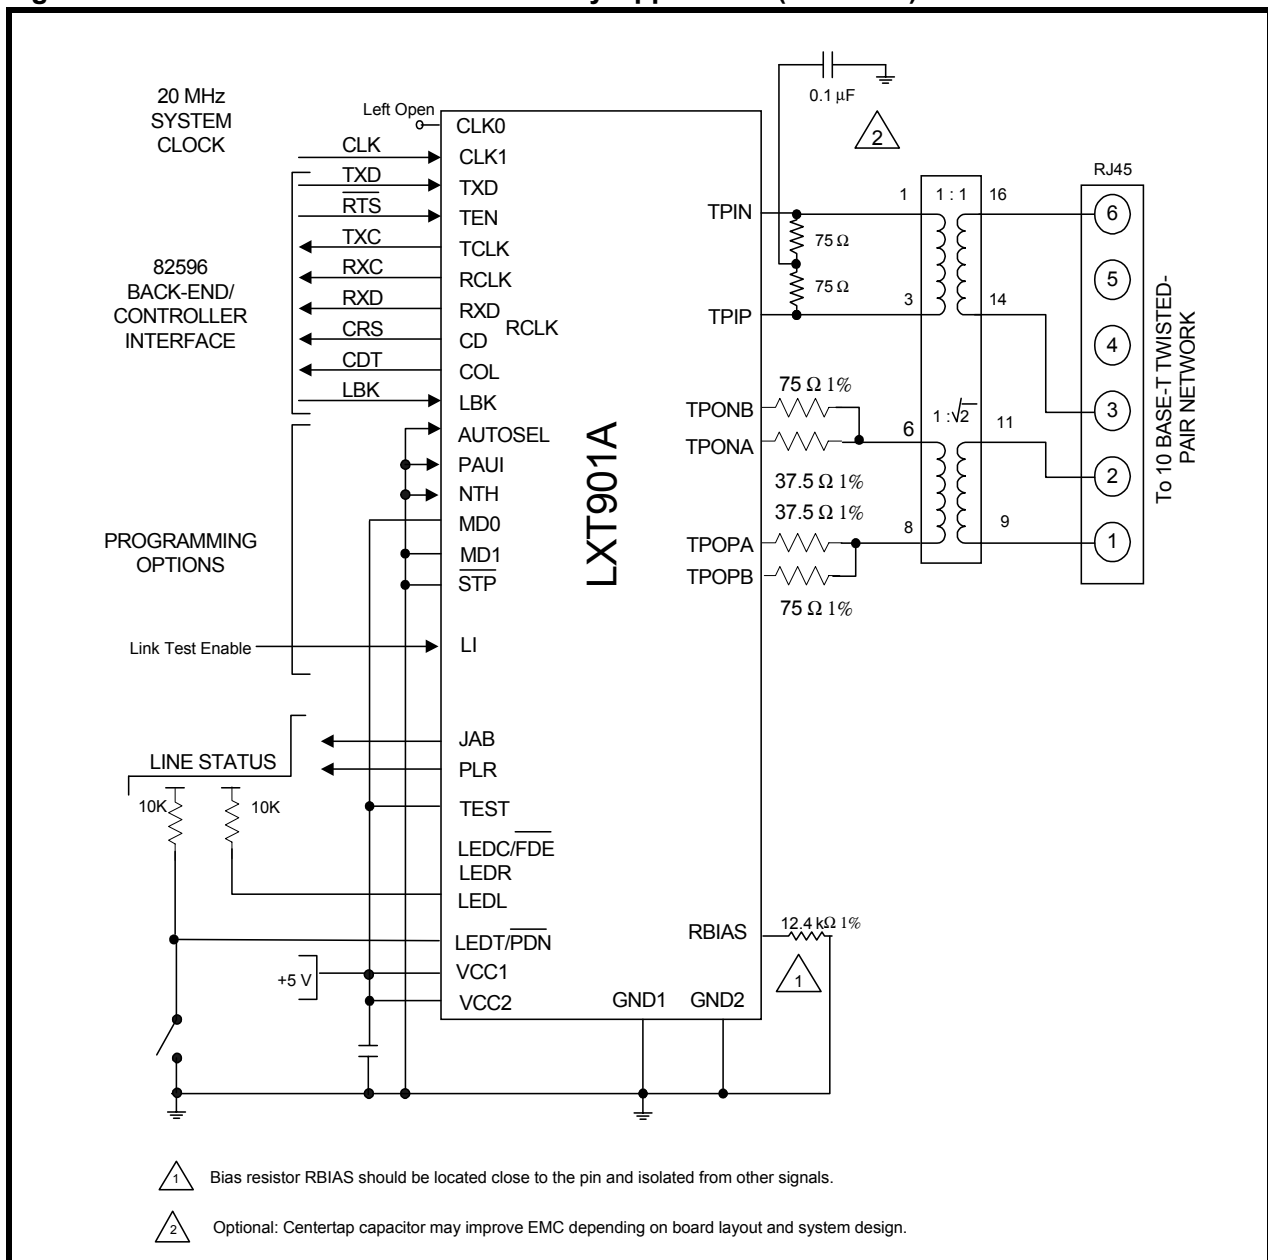 20 MHz
SYSTEM
CLOCK
Left Open
CLK
TXD
RTS
TXC
RXC
RXD
CRS
CDT
LBK
82596
BACK-END/
CONTROLLER
INTERFACE
PROGRAMMING
OPTIONS
Link Test Enable
LINE STATUS
10K
10K
+5 V
CLK0
CLK1
TXD
TEN
TCLK
RCLK
RXD
RCLK
CD
COL
LBK
AUTOSEL
PAUI
NTH
MD0
MD1
STP
LI
JAB
PLR
TEST
LEDC/FDE
LEDR
LEDL
LEDT/PDN
VCC1
VCC2
LXT901A
GND1 GND2
TPIN
TPIP
TPONB
TPONA
TPOPA
TPOPB
RBIAS
0.1 µF
2
75 Ω
75 Ω
75 Ω 1%
37.5 Ω 1%
37.5 Ω 1%
75 Ω 1%
12.4 kΩ 1%
1
1 1 : 1 16
3 14
6 1 :√2 11
8 9
RJ45
6
5
4
3
2
1
To 10 BASE-T TWISTED-
PAIR NETWORK
1 Bias resistor RBIAS should be located close to the pin and isolated from other signals.
2 Optional: Centertap capacitor may improve EMC depending on board layout and system design.